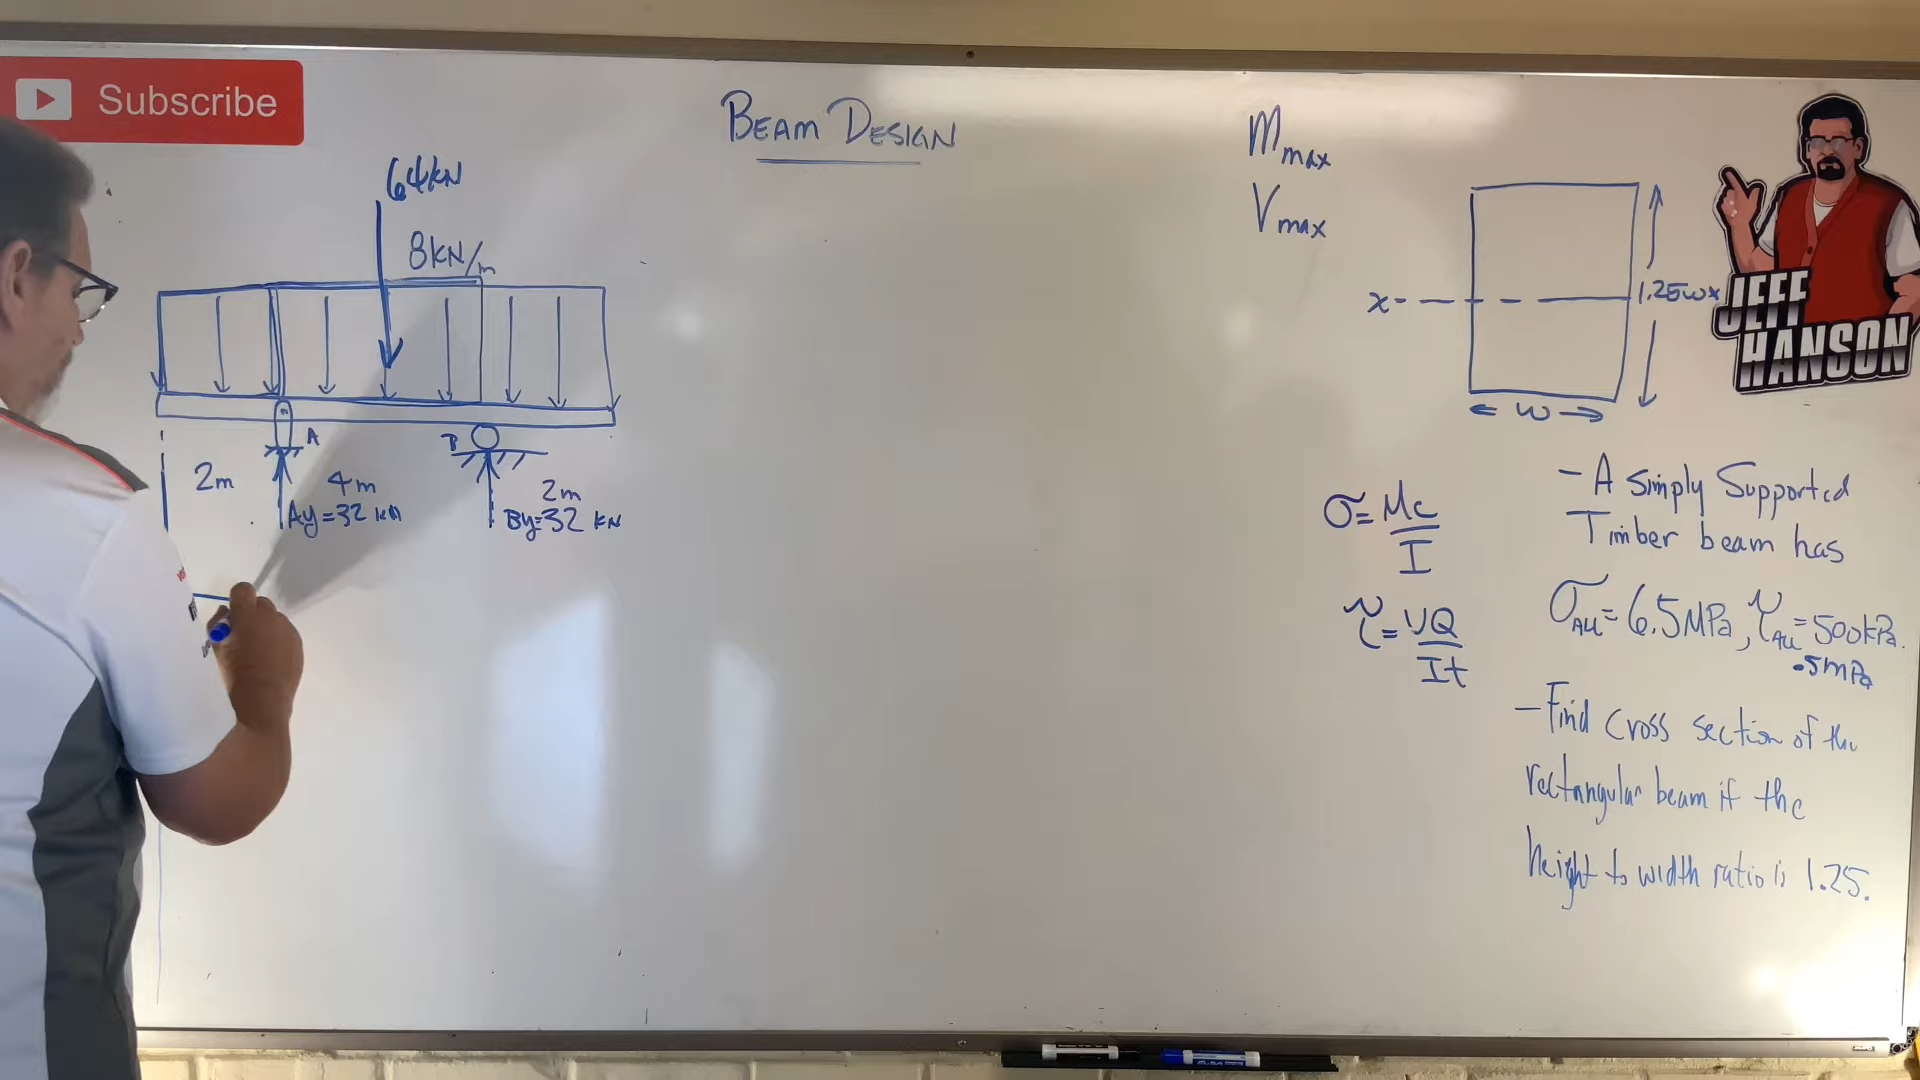 Subscribe
BEAM DESIGN
64kN
8kN/m
A
B
2m
4m
2m
Ay=32 kN
By=32 kN
Mmax
Vmax
x
1.25w
x
w
σ=Mc/I
τ=VQ/It
- A Simply Supported
Timber beam has
σALL=6.5MPa, τALL=500kPa.
.5mPa
- Find cross section of the
rectangular beam if the
height to width ratio is 1.25.
JEFF
HANSON